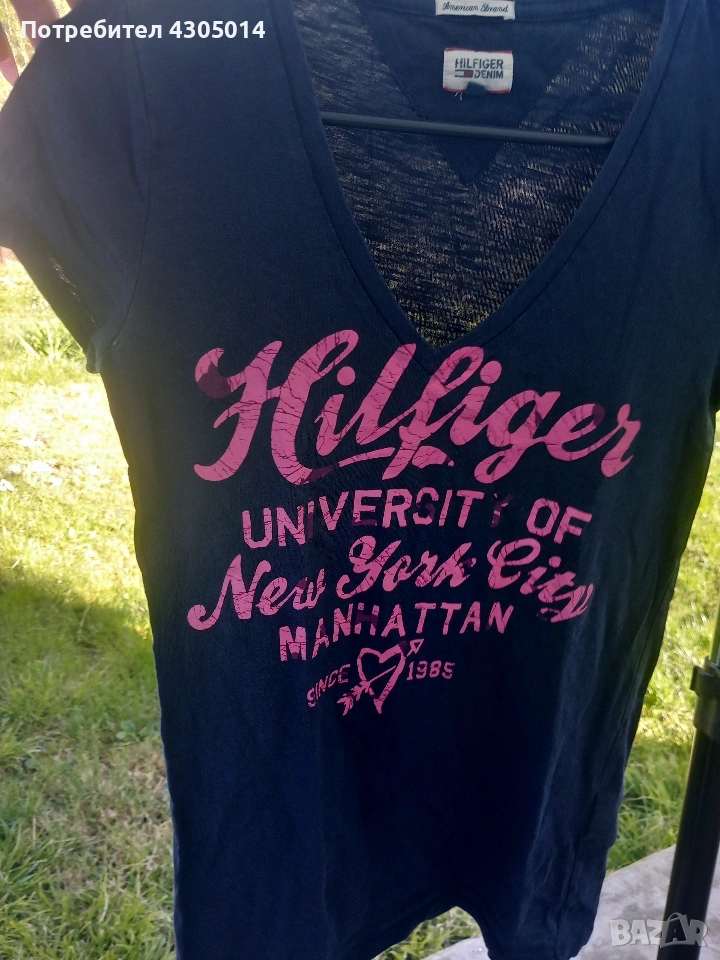 Потребител 4305014
American Brand
HILFIGER
DENIM
Hilfiger
UNIVERSITY OF
New York City
MANHATTAN
SINCE 1985
BAZAR